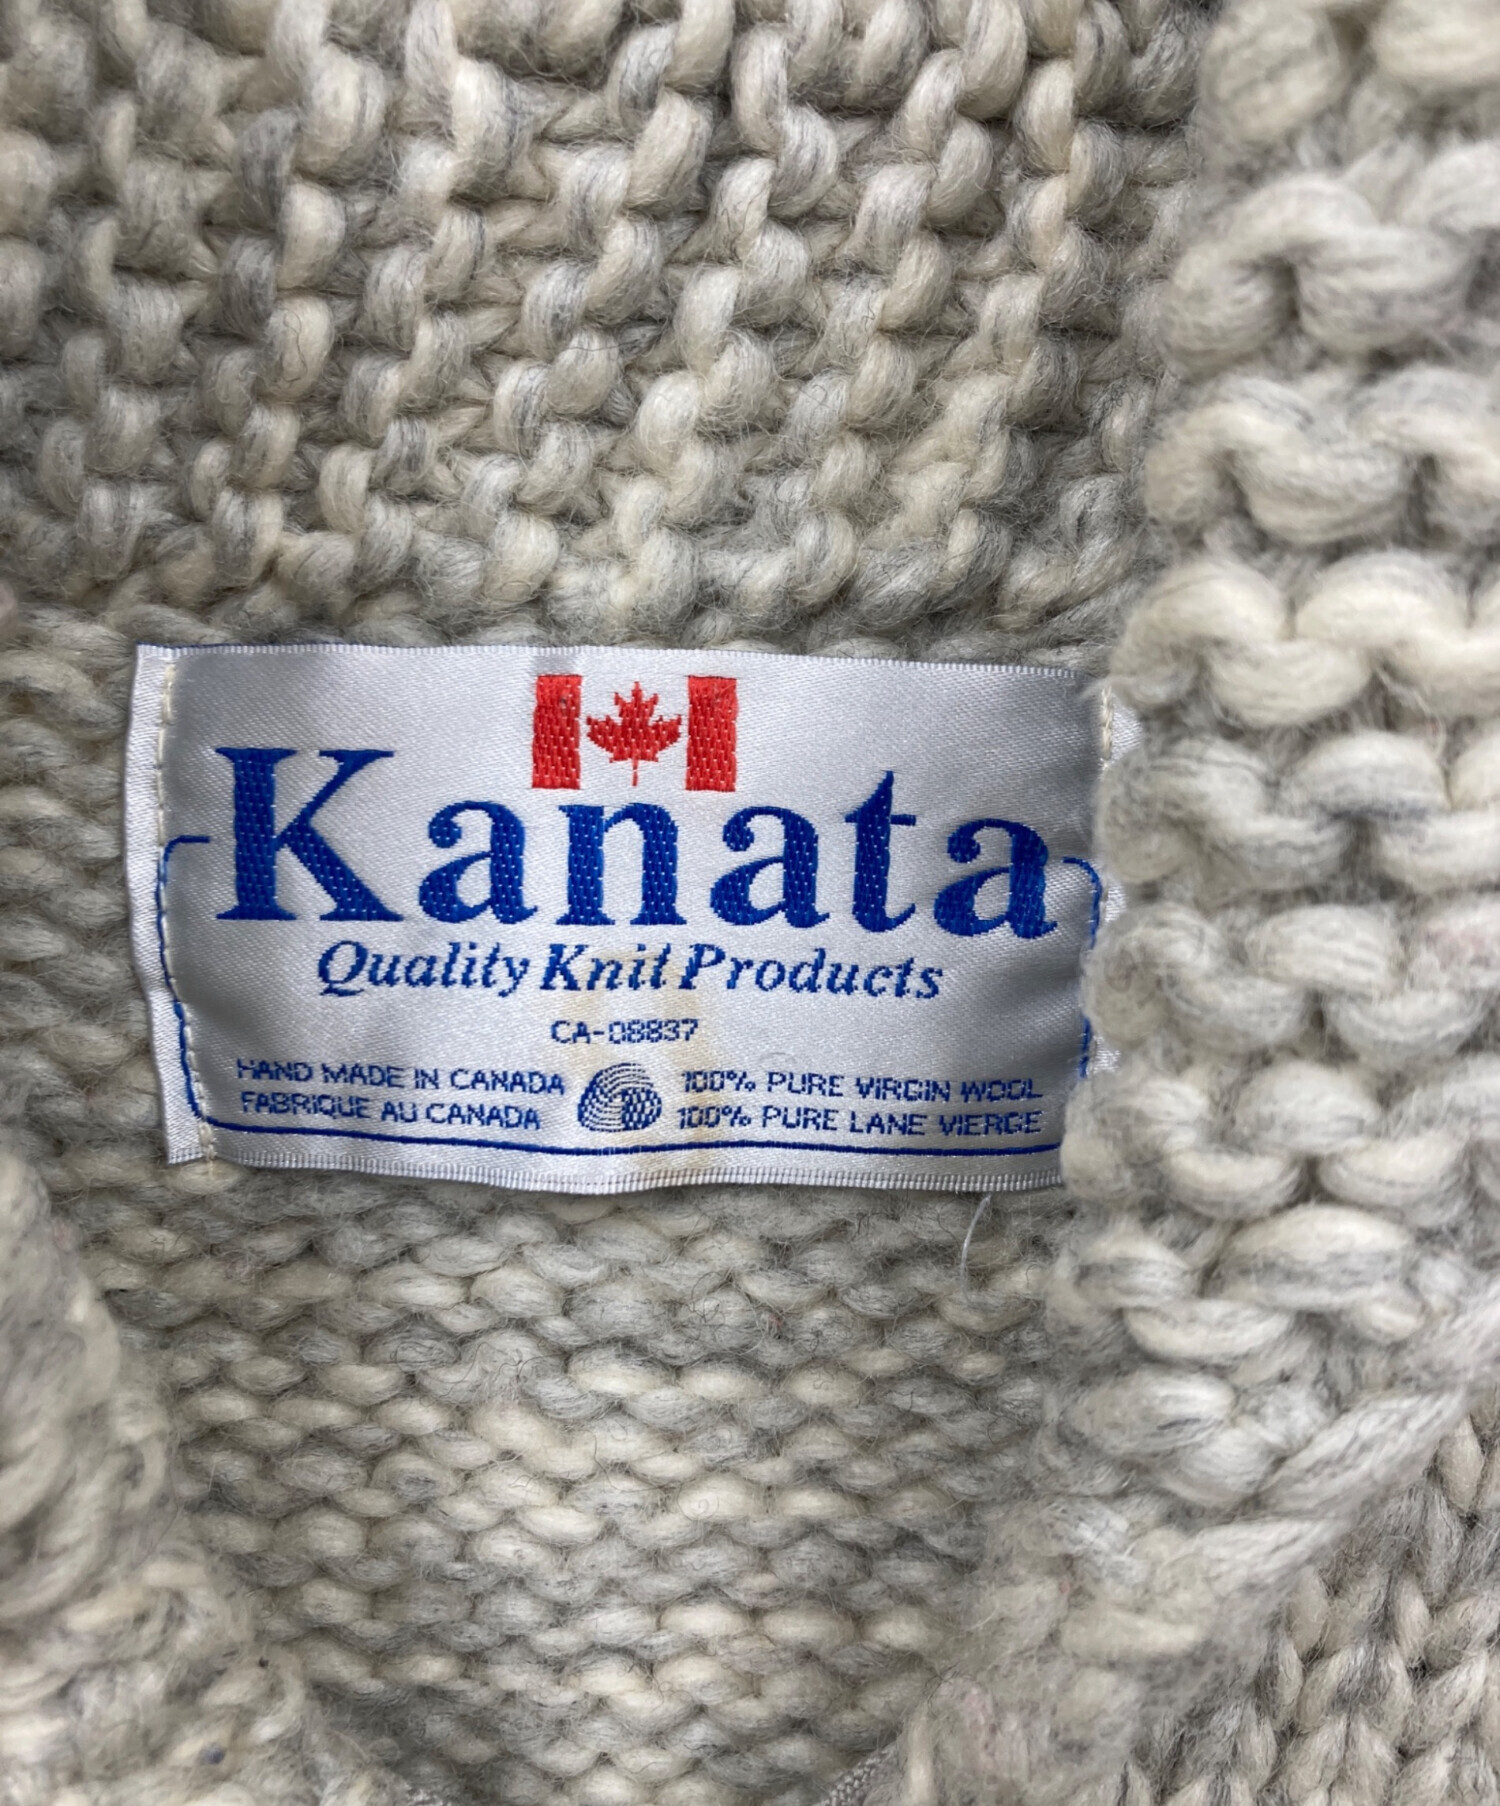 Kanata
Quality Knit Products
CA-08837
HAND MADE IN CANADA
FABRIQUE AU CANADA
100% PURE VIRGIN WOOL
100% PURE LANE VIERGE